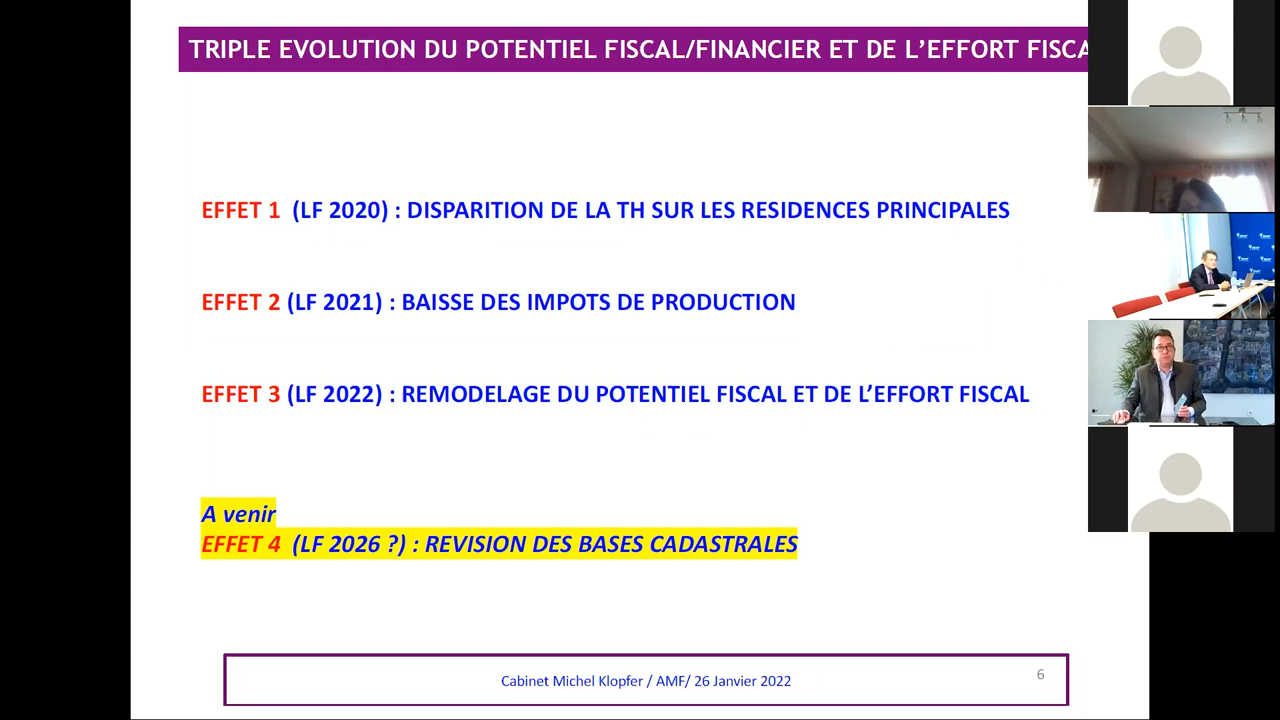 TRIPLE EVOLUTION DU POTENTIEL FISCAL/FINANCIER ET DE L'EFFORT FISCA
EFFET 1 (LF 2020) : DISPARITION DE LA TH SUR LES RESIDENCES PRINCIPALES
EFFET 2 (LF 2021) : BAISSE DES IMPOTS DE PRODUCTION
EFFET 3 (LF 2022) : REMODELAGE DU POTENTIEL FISCAL ET DE L'EFFORT FISCAL
A venir
EFFET 4 (LF 2026 ?) : REVISION DES BASES CADASTRALES
Cabinet Michel Klopfer / AMF/ 26 Janvier 2022
6